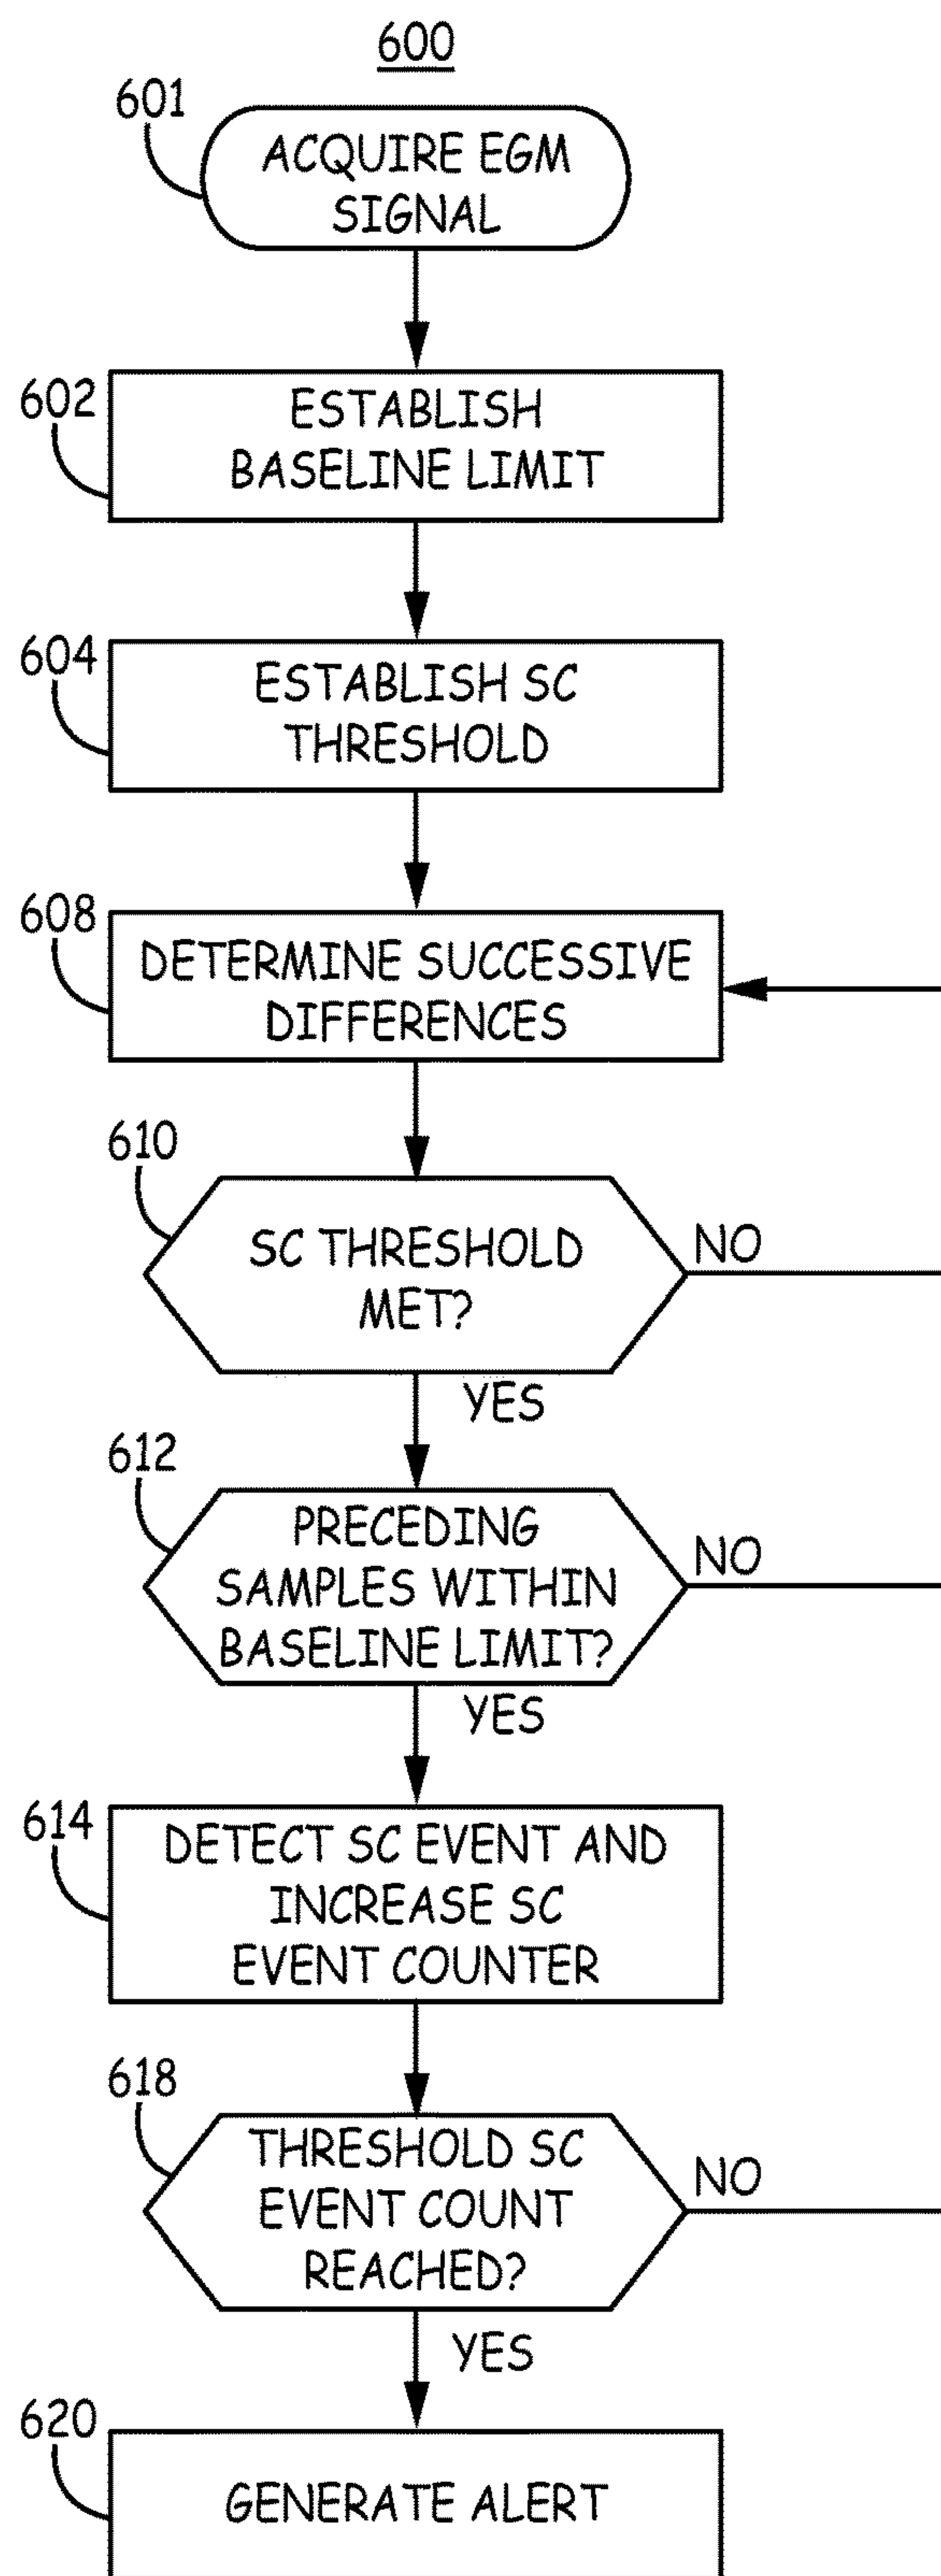 600
601
ACQUIRE EGM
SIGNAL
602
ESTABLISH
BASELINE LIMIT
604
ESTABLISH SC
THRESHOLD
608
DETERMINE SUCCESSIVE
DIFFERENCES
610
SC THRESHOLD
MET?
NO
YES
612
PRECEDING
SAMPLES WITHIN
BASELINE LIMIT?
NO
YES
614
DETECT SC EVENT AND
INCREASE SC
EVENT COUNTER
618
THRESHOLD SC
EVENT COUNT
REACHED?
NO
YES
620
GENERATE ALERT